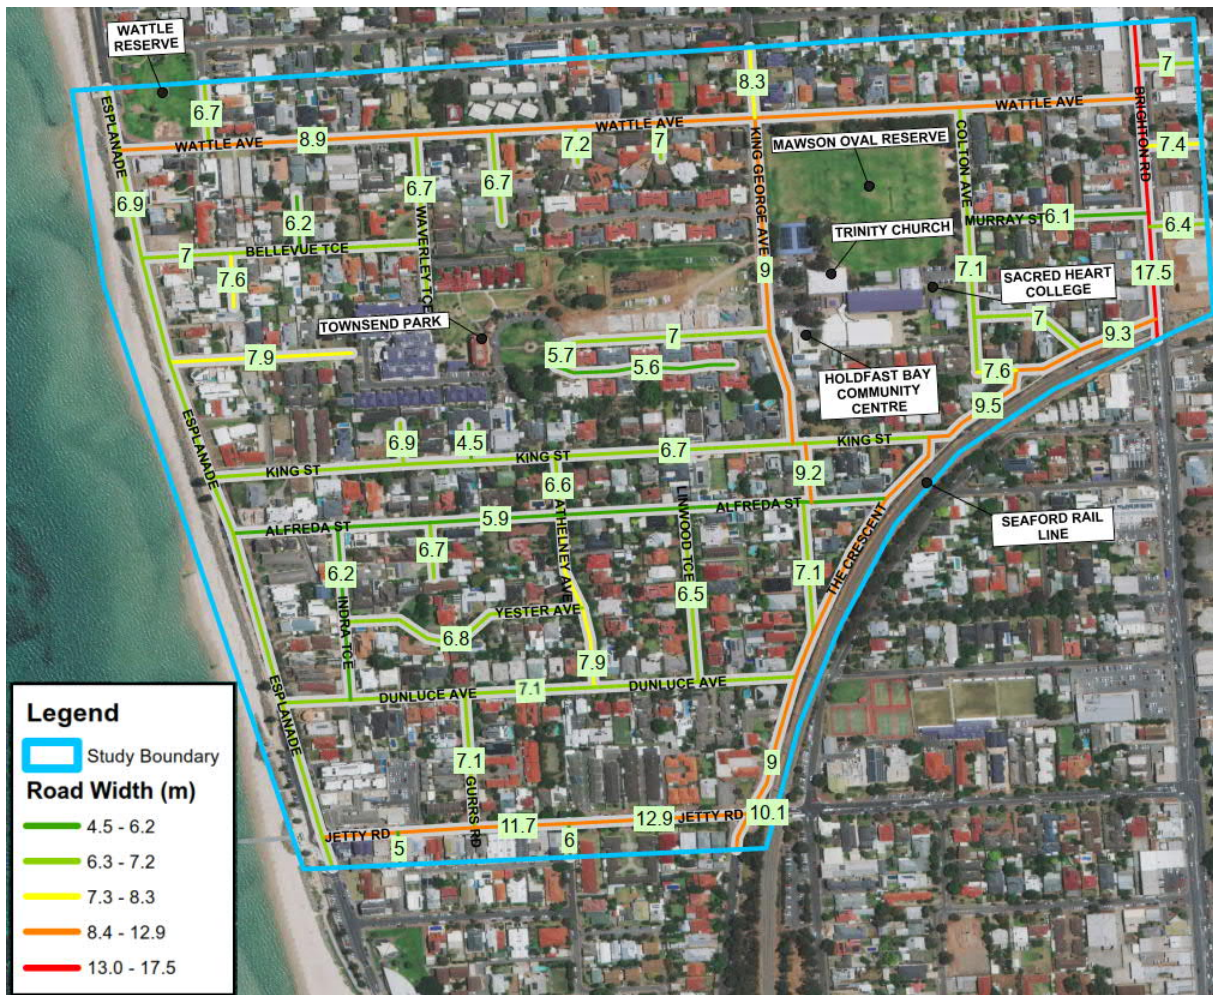 WATTLE
RESERVE
8.3
7
6.7
WATTLE AVE
ESPLANADE
BRIGHTON RD
WATTLE AVE
8.9
WATTLE AVE
7.2
7
MAWSON OVAL RESERVE
COLTON AVE
7.4
6.7
6.7
KING GEORGE AVE
6.9
6.2
WAVERLEY TCE
MURRAY ST
6.1
6.4
TRINITY CHURCH
7
BELLEVUE TCE
7.6
9
7.1
17.5
SACRED HEART
COLLEGE
TOWNSEND PARK
7
7
9.3
7.9
5.7
5.6
HOLDFAST BAY
COMMUNITY
CENTRE
7.6
9.5
ESPLANADE
6.9
4.5
KING ST
KING ST
6.7
KING ST
6.6
9.2
LINWOOD TCE
ALFREDA ST
5.9
ALFREDA ST
SEAFORD RAIL
LINE
6.7
ATHELNEY AVE
THE CRESCENT
6.2
6.5
7.1
INDRA TCE
YESTER AVE
6.8
7.9
ESPLANADE
DUNLUCE AVE
7.1
DUNLUCE AVE
7.1
GURRS RD
9
JETTY RD
5
11.7
6
12.9
JETTY RD
10.1
Legend
Study Boundary
Road Width (m)
4.5 - 6.2
6.3 - 7.2
7.3 - 8.3
8.4 - 12.9
13.0 - 17.5